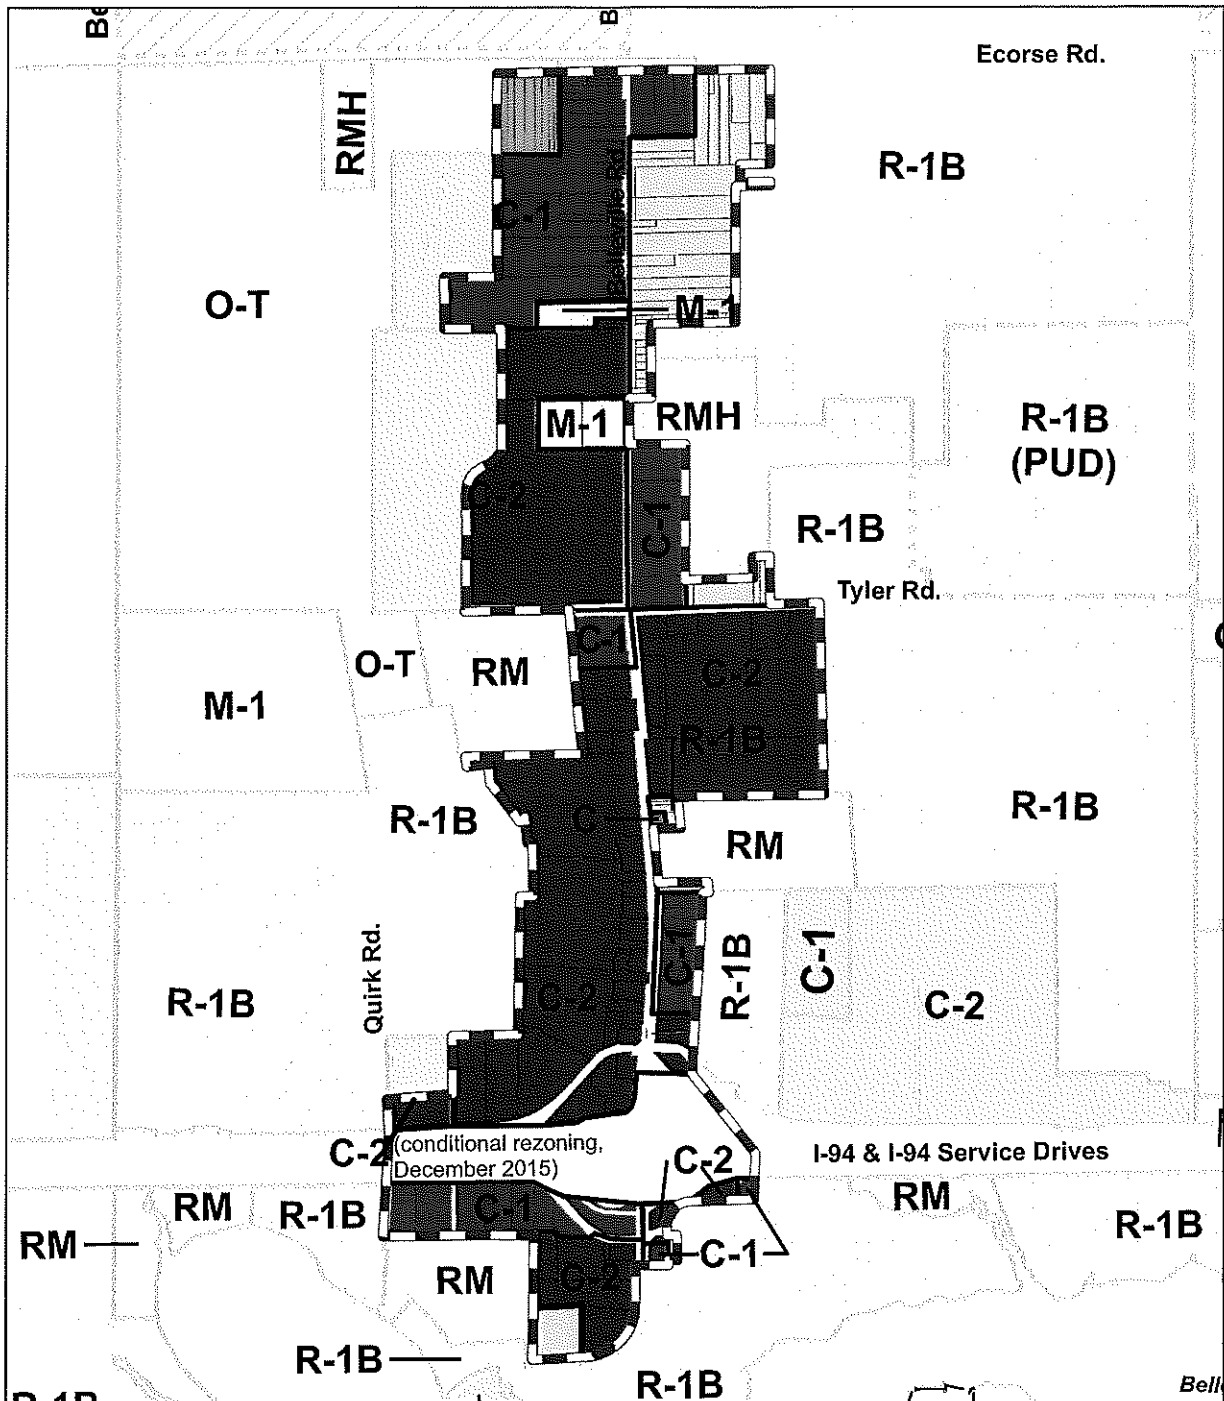 Be
B
Ecorse Rd.
RMH
R-1B
Belleville Rd
C-1
O-T
M-1
M-1
RMH
R-1B
(PUD)
C-2
C-1
R-1B
Tyler Rd.
C-1
O-T
RM
C-2
M-1
R-1B
R-1B
C
R-1B
RM
Quirk Rd.
C-1
R-1B
C-1
R-1B
C-2
C-2
C-2
(conditional rezoning,
December 2015)
I-94 & I-94 Service Drives
C-2
RM
R-1B
C-1
RM
R-1B
RM
C-1
RM
C-2
R-1B
R-1B
Belle